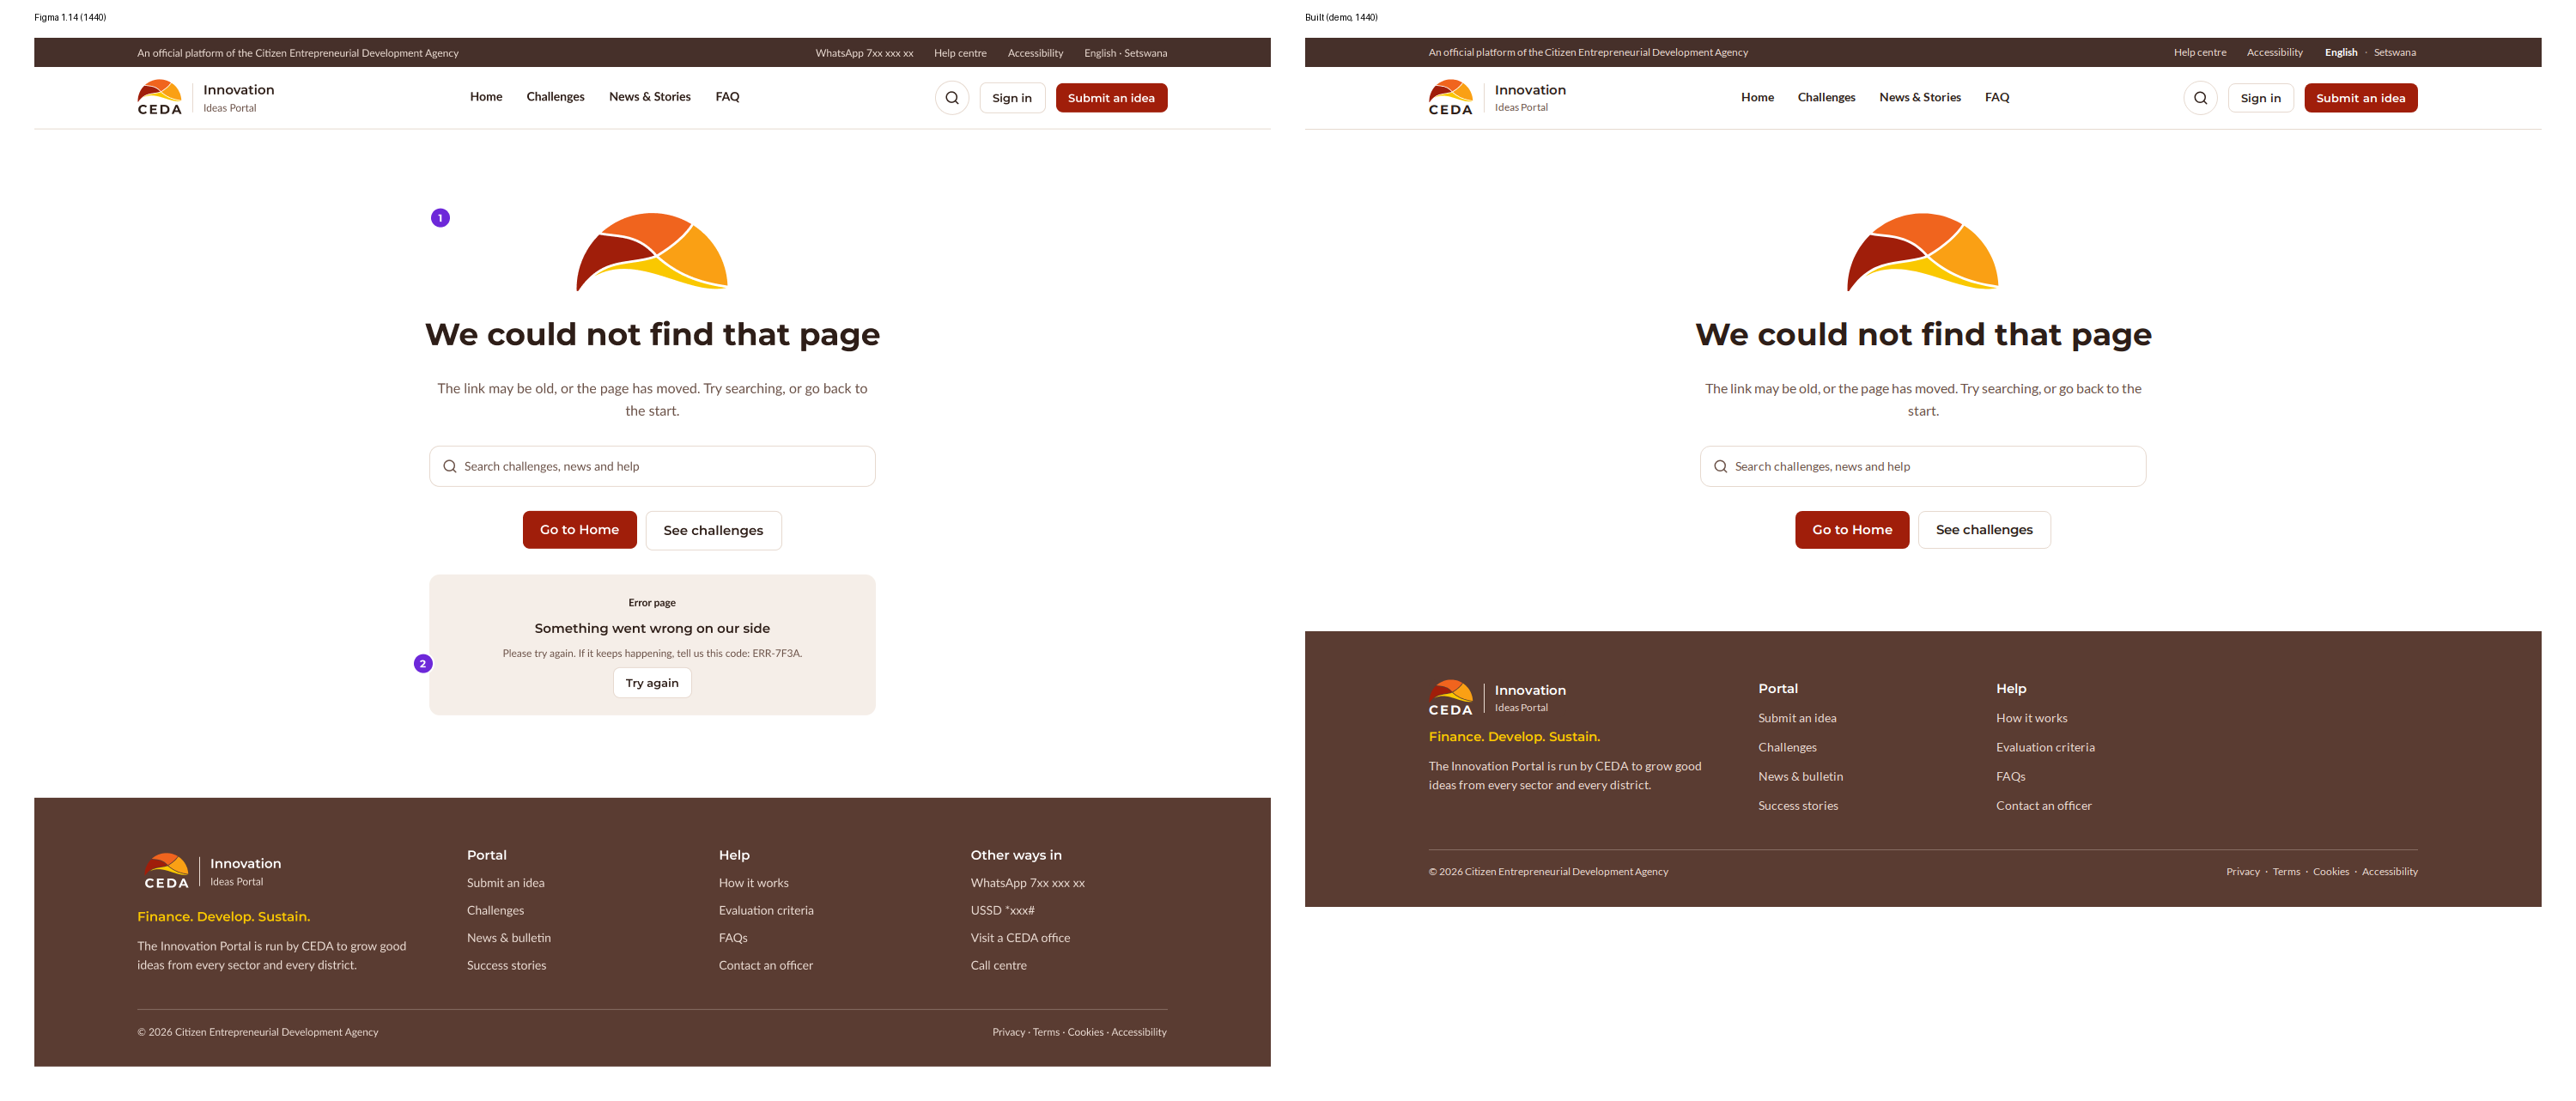 Figma 1.14 (1440)
An official platform of the Citizen Entrepreneurial Development Agency
WhatsApp 7xx xxx xx
Help centre
Accessibility
English · Setswana
CEDA
Innovation
Ideas Portal
Home
Challenges
News & Stories
FAQ
Sign in
Submit an idea
1
We could not find that page
The link may be old, or the page has moved. Try searching, or go back to
the start.
Search challenges, news and help
Go to Home
See challenges
Error page
Something went wrong on our side
Please try again. If it keeps happening, tell us this code: ERR-7F3A.
2
Try again
CEDA
Innovation
Ideas Portal
Finance. Develop. Sustain.
The Innovation Portal is run by CEDA to grow good
ideas from every sector and every district.
Portal
Submit an idea
Challenges
News & bulletin
Success stories
Help
How it works
Evaluation criteria
FAQs
Contact an officer
Other ways in
WhatsApp 7xx xxx xx
USSD *xxx#
Visit a CEDA office
Call centre
© 2026 Citizen Entrepreneurial Development Agency
Privacy · Terms · Cookies · Accessibility
Built (demo, 1440)
An official platform of the Citizen Entrepreneurial Development Agency
Help centre
Accessibility
English · Setswana
CEDA
Innovation
Ideas Portal
Home
Challenges
News & Stories
FAQ
Sign in
Submit an idea
We could not find that page
The link may be old, or the page has moved. Try searching, or go back to the
start.
Search challenges, news and help
Go to Home
See challenges
CEDA
Innovation
Ideas Portal
Finance. Develop. Sustain.
The Innovation Portal is run by CEDA to grow good
ideas from every sector and every district.
Portal
Submit an idea
Challenges
News & bulletin
Success stories
Help
How it works
Evaluation criteria
FAQs
Contact an officer
© 2026 Citizen Entrepreneurial Development Agency
Privacy · Terms · Cookies · Accessibility